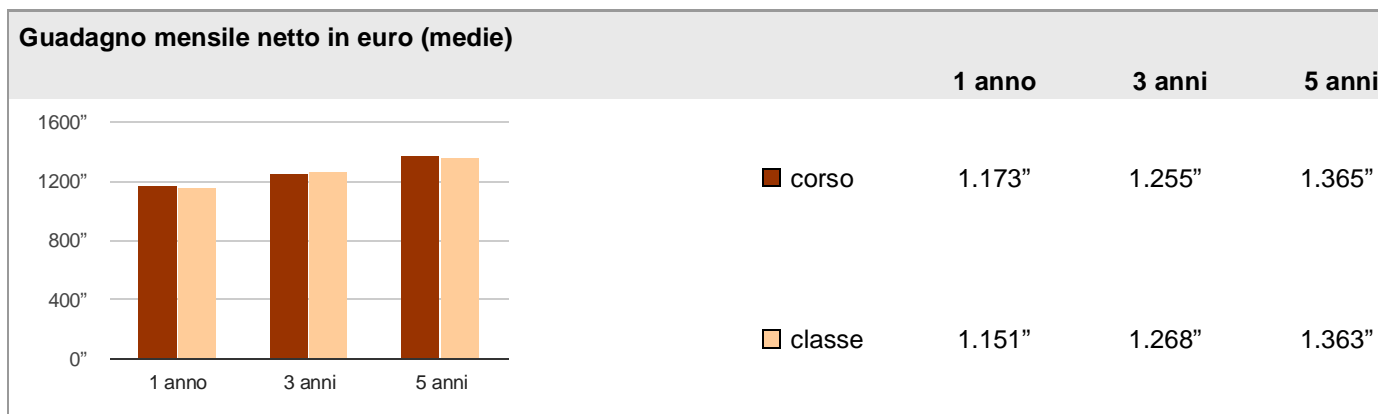 Guadagno mensile netto in euro (medie)
1 anno 3 anni 5 anni
1600”
1200”
800”
400”
0”
1 anno 3 anni 5 anni
corso 1.173” 1.255” 1.365”
classe 1.151” 1.268” 1.363”